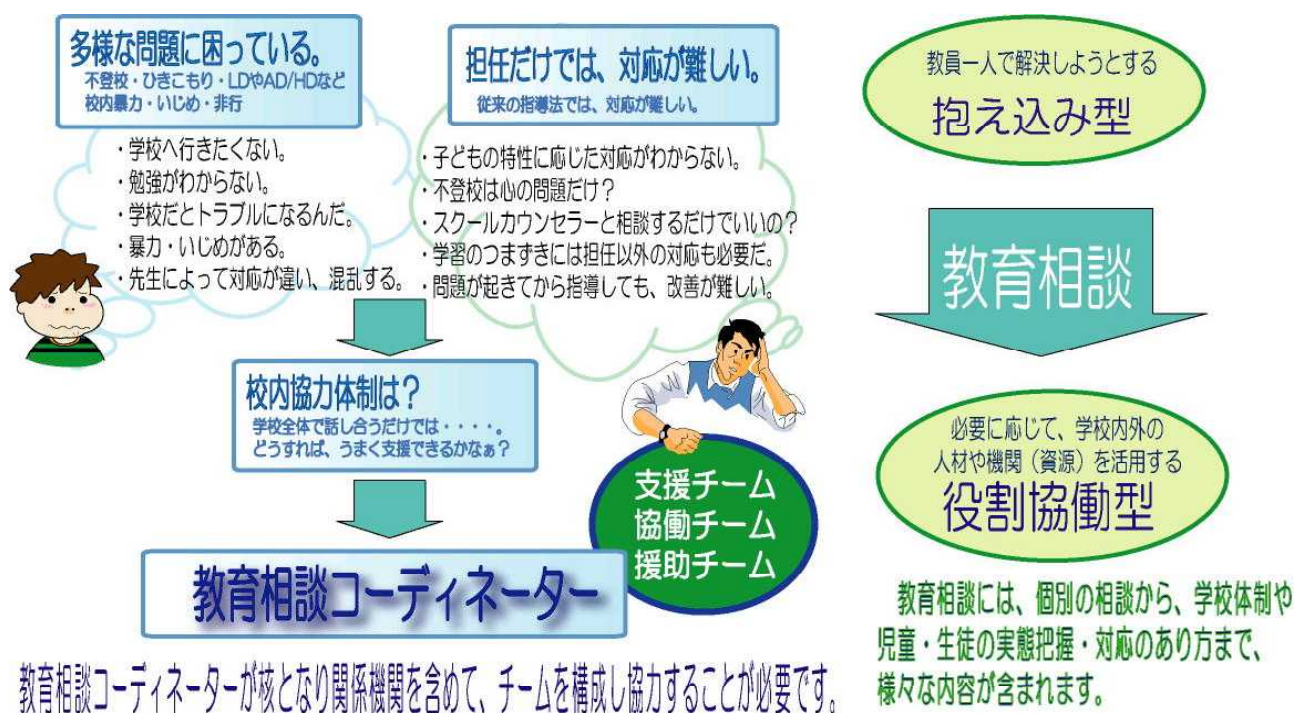 多様な問題に困っている。
不登校・ひきこもり・LDやAD/HDなど
校内暴力・いじめ・非行
・学校へ行きたくない。
・勉強がわからない。
・学校だとトラブルになるんだ。
・暴力・いじめがある。
・先生によって対応が違い、混乱する。
担任だけでは、対応が難しい。
従来の指導法では、対応が難しい。
・子どもの特性に応じた対応がわからない。
・不登校は心の問題だけ？
・スクールカウンセラーと相談するだけでいいの？
・学習のつまずきには担任以外の対応も必要だ。
・問題が起きてから指導しても、改善が難しい。
校内協力体制は？
学校全体で話し合うだけでは・・・・。
どうすれば、うまく支援できるかなぁ？
支援チーム
協働チーム
援助チーム
教育相談コーディネーター
教育相談コーディネーターが核となり関係機関を含めて、チームを構成し協力することが必要です。
教員一人で解決しようとする
抱え込み型
教育相談
必要に応じて、学校内外の
人材や機関（資源）を活用する
役割協働型
教育相談には、個別の相談から、学校体制や
児童・生徒の実態把握・対応のあり方まで、
様々な内容が含まれます。